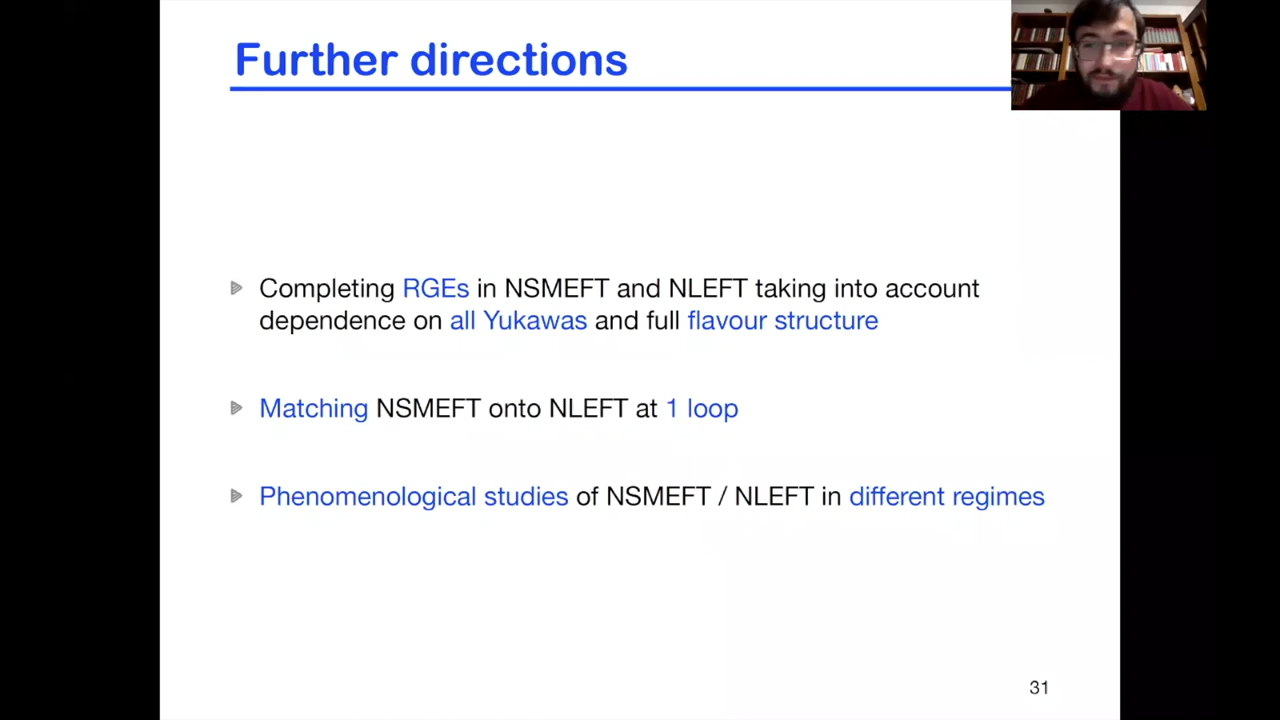 Further directions
Completing RGEs in NSMEFT and NLEFT taking into account
dependence on all Yukawas and full flavour structure
Matching NSMEFT onto NLEFT at 1 loop
Phenomenological studies of NSMEFT / NLEFT in different regimes
31